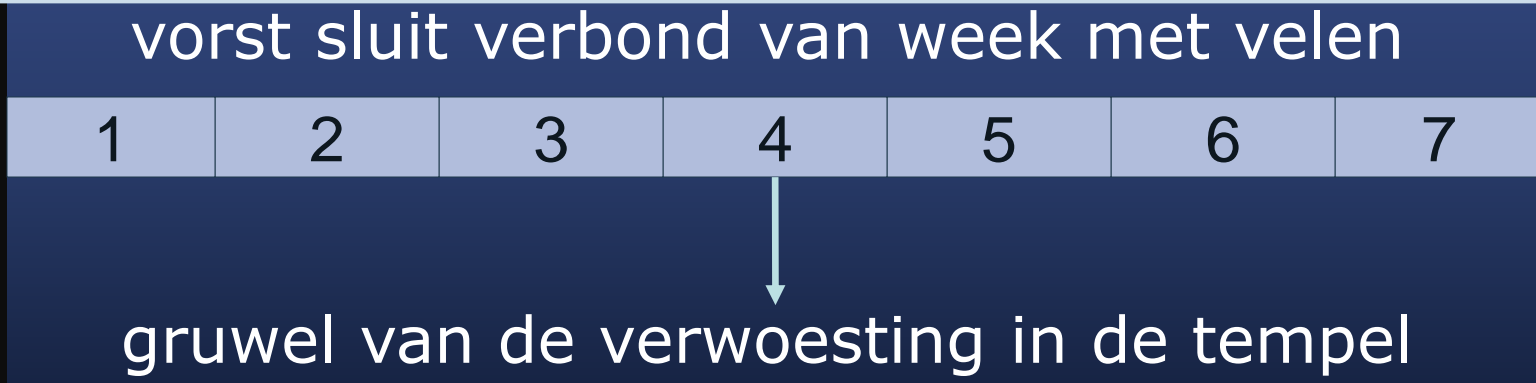 vorst sluit verbond van week met velen
1 2 3 4 5 6 7
gruwel van de verwoesting in de tempel